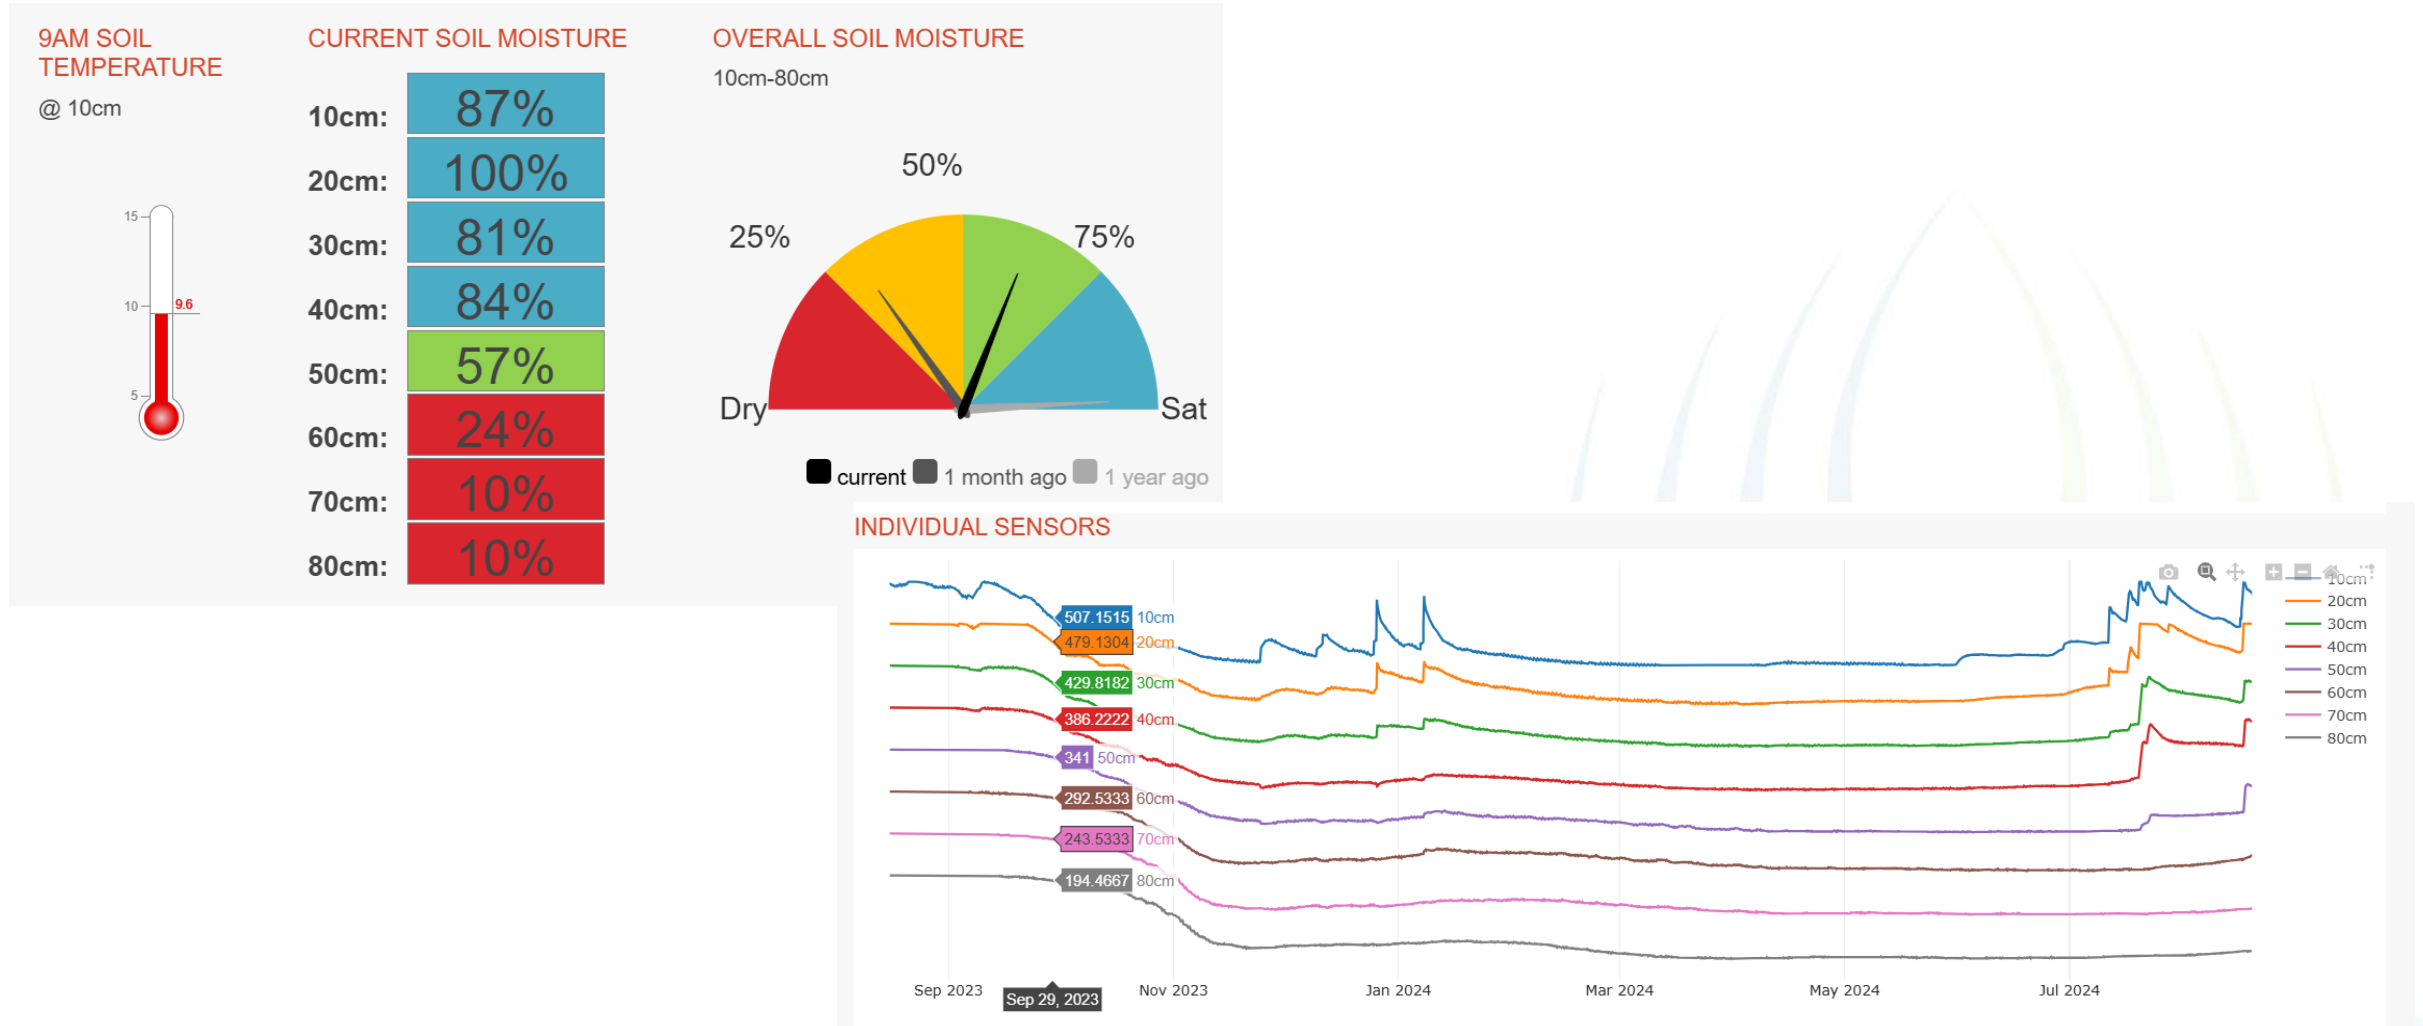 9AM SOIL
TEMPERATURE
@ 10cm
15
10
9.6
5
CURRENT SOIL MOISTURE
10cm: 87%
20cm: 100%
30cm: 81%
40cm: 84%
50cm: 57%
60cm: 24%
70cm: 10%
80cm: 10%
OVERALL SOIL MOISTURE
10cm-80cm
50%
25%
75%
Dry
Sat
current 1 month ago 1 year ago
INDIVIDUAL SENSORS
507.1515 10cm
479.1304 20cm
429.8182 30cm
386.2222 40cm
341 50cm
292.5333 60cm
243.5333 70cm
194.4667 80cm
10cm
20cm
30cm
40cm
50cm
60cm
70cm
80cm
Sep 2023
Sep 29, 2023
Nov 2023
Jan 2024
Mar 2024
May 2024
Jul 2024